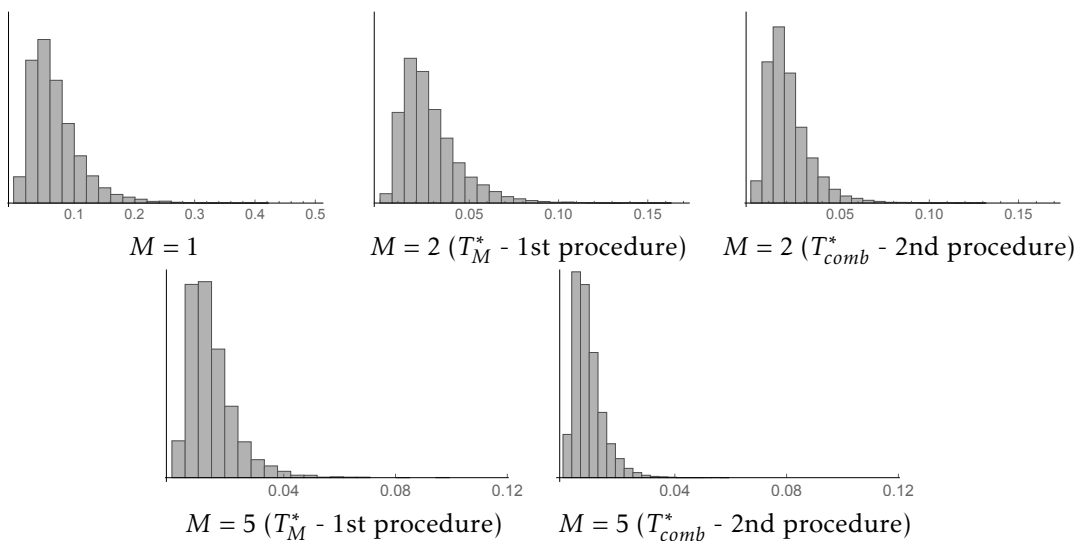 0.1 0.2 0.3 0.4 0.5
0.05 0.10 0.15
0.05 0.10 0.15
M = 1
M = 2 (T*_M - 1st procedure)
M = 2 (T*_comb - 2nd procedure)
0.04 0.08 0.12
0.04 0.08 0.12
M = 5 (T*_M - 1st procedure)
M = 5 (T*_comb - 2nd procedure)